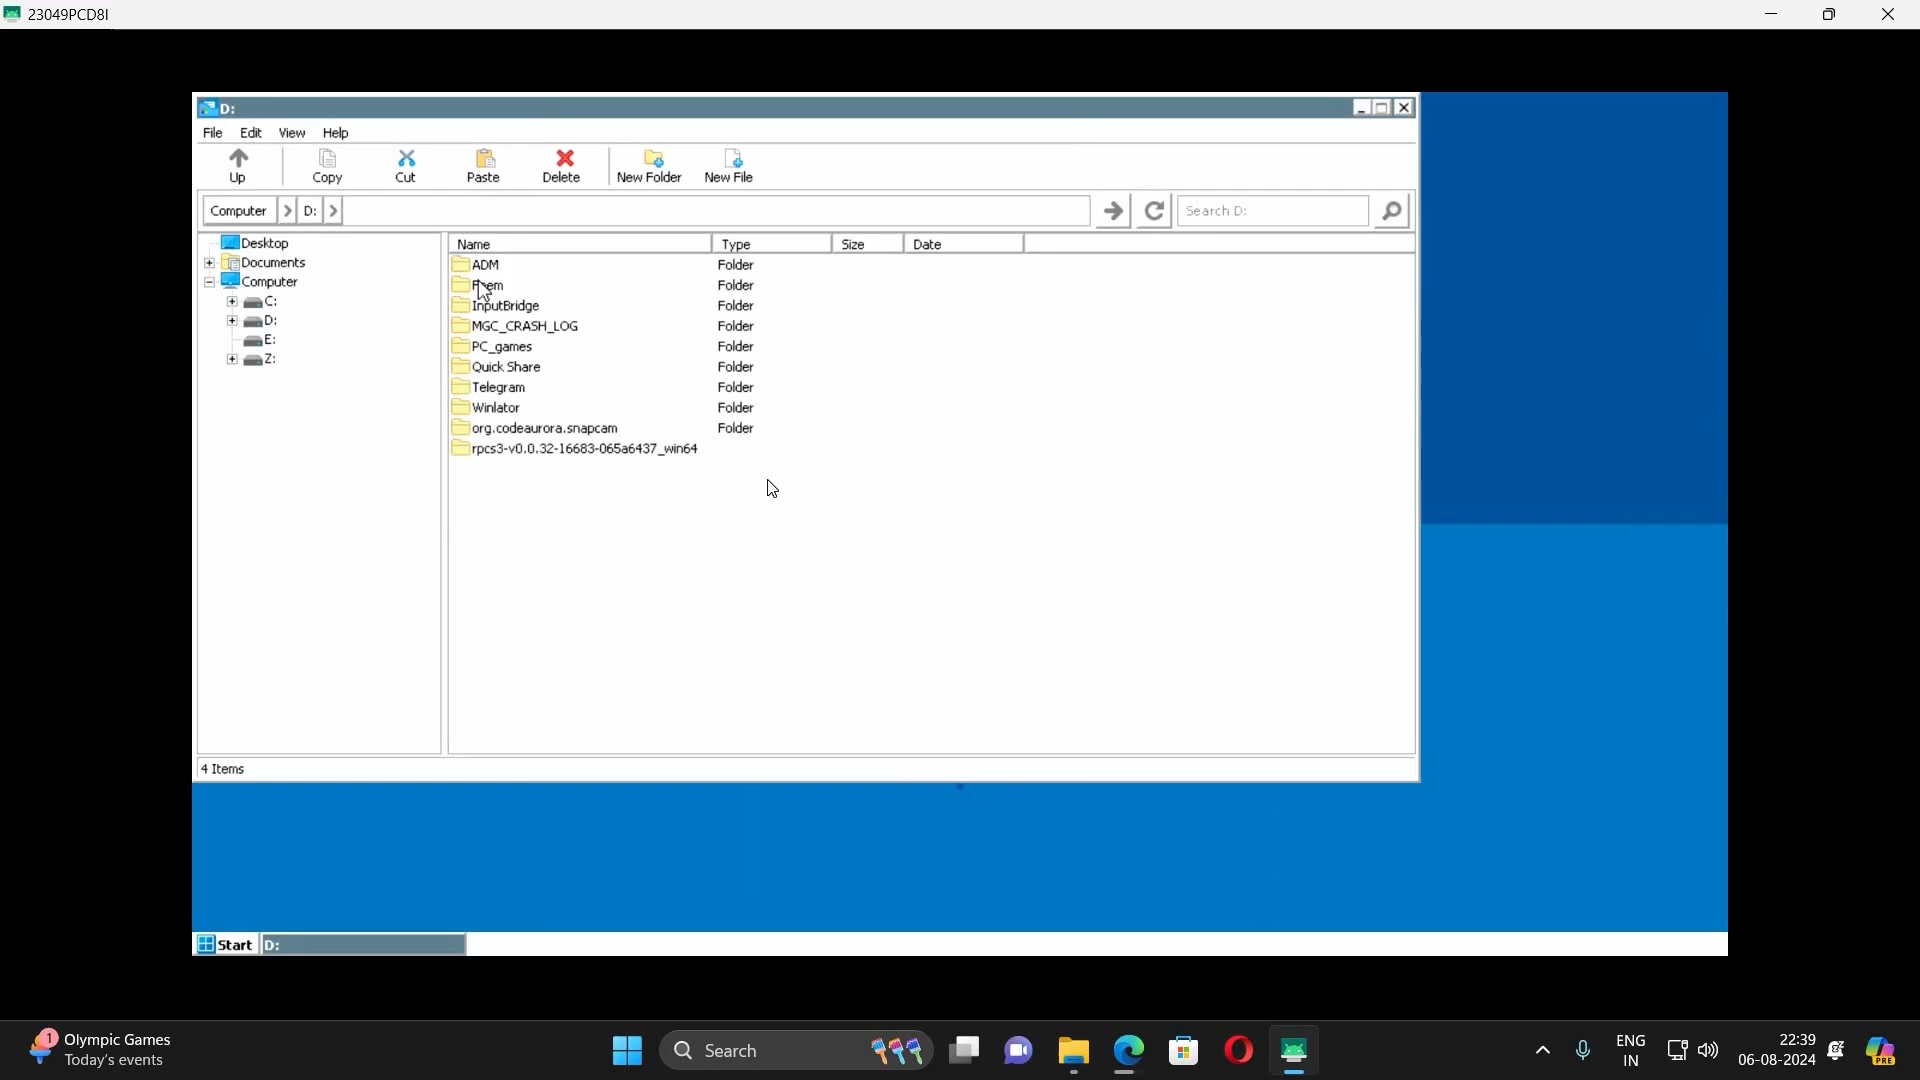 23049PCD8I
D:
File Edit View Help
Up Copy Cut Paste Delete New Folder New File
Computer D: Search D:
Desktop
Documents
Computer
C:
D:
E:
Z:
Name Type Size Date
ADM Folder
Folder
InputBridge Folder
MGC_CRASH_LOG Folder
PC_games Folder
Quick Share Folder
Telegram Folder
Winlator Folder
org.codeaurora.snapcam Folder
rpcs3-v0.0.32-16683-065a6437_win64
4 Items
Start D:
1 Olympic Games
Today's events
Search
ENG
IN
22:39
06-08-2024
PRE